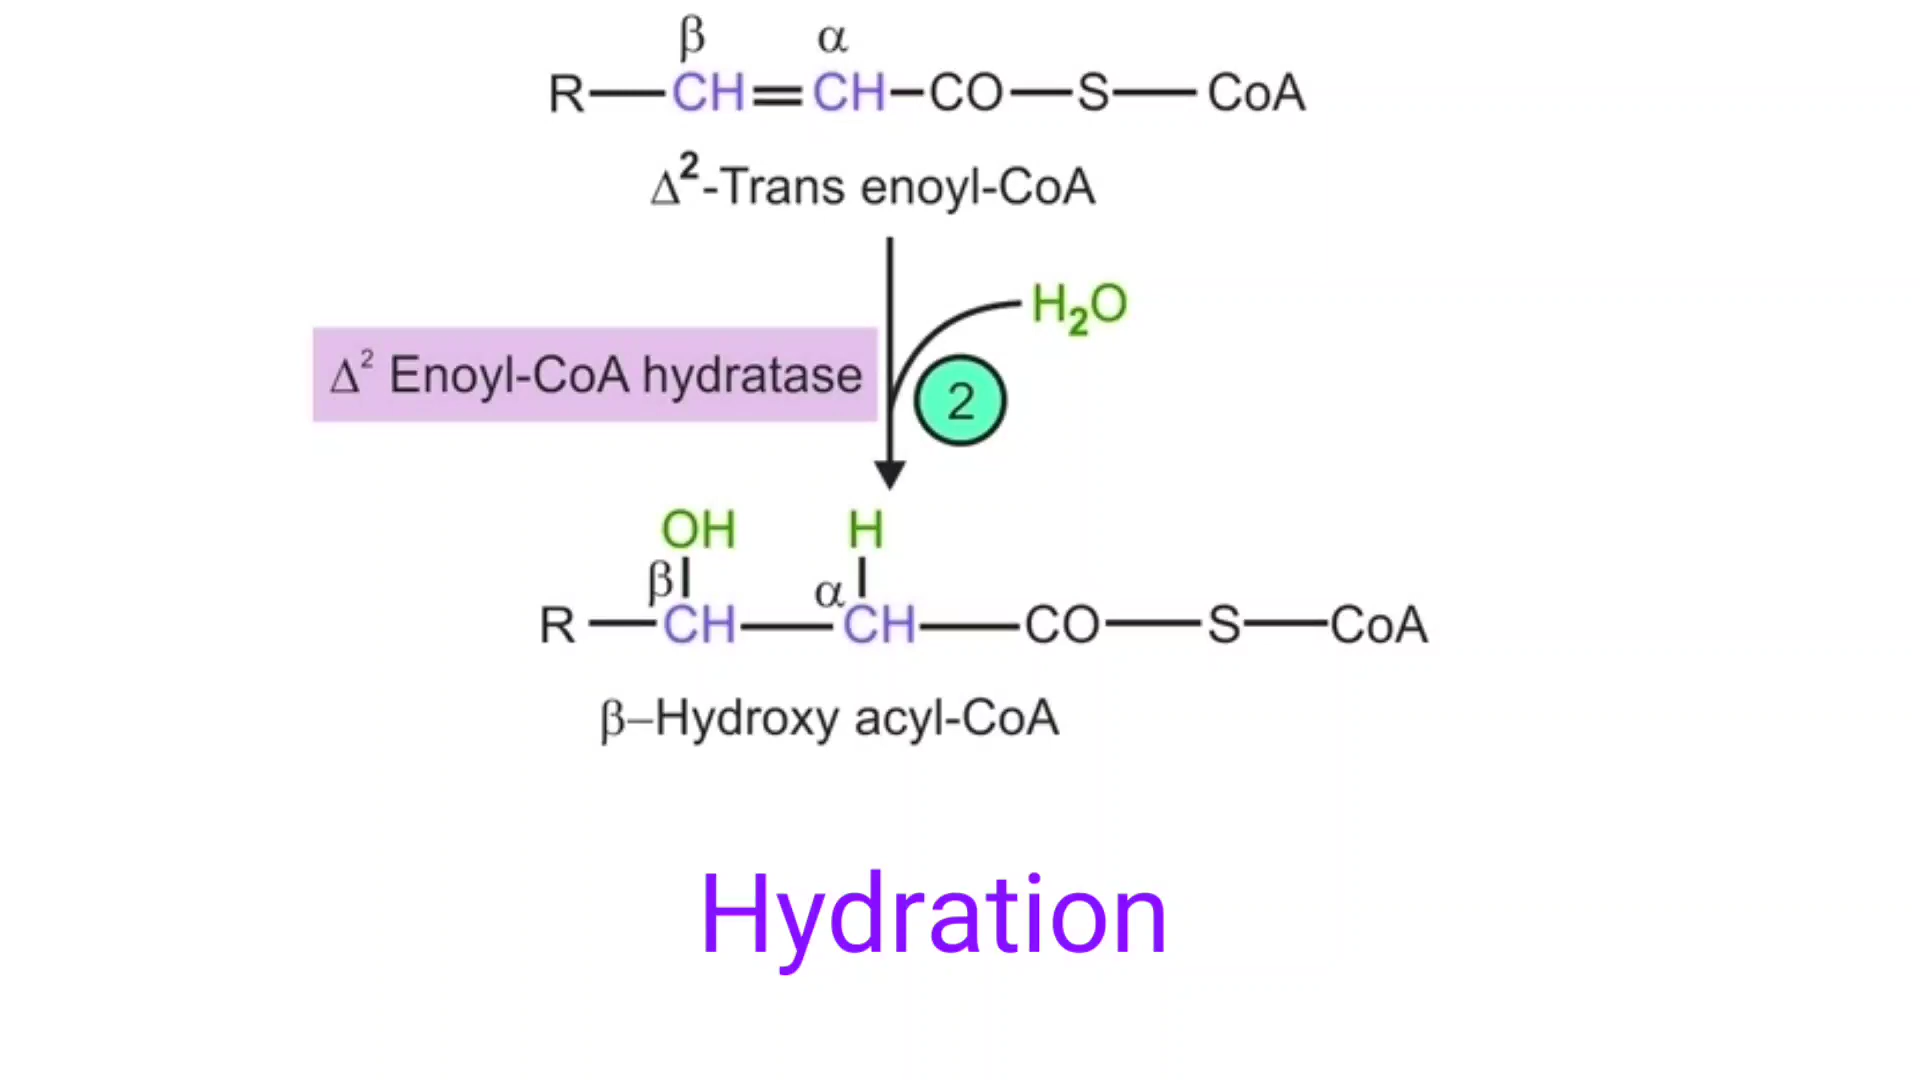 β α
R—CH=CH—CO—S—CoA
Δ²-Trans enoyl-CoA
H₂O
Δ² Enoyl-CoA hydratase
2
OH H
β α
R—CH—CH—CO—S—CoA
β–Hydroxy acyl-CoA
Hydration